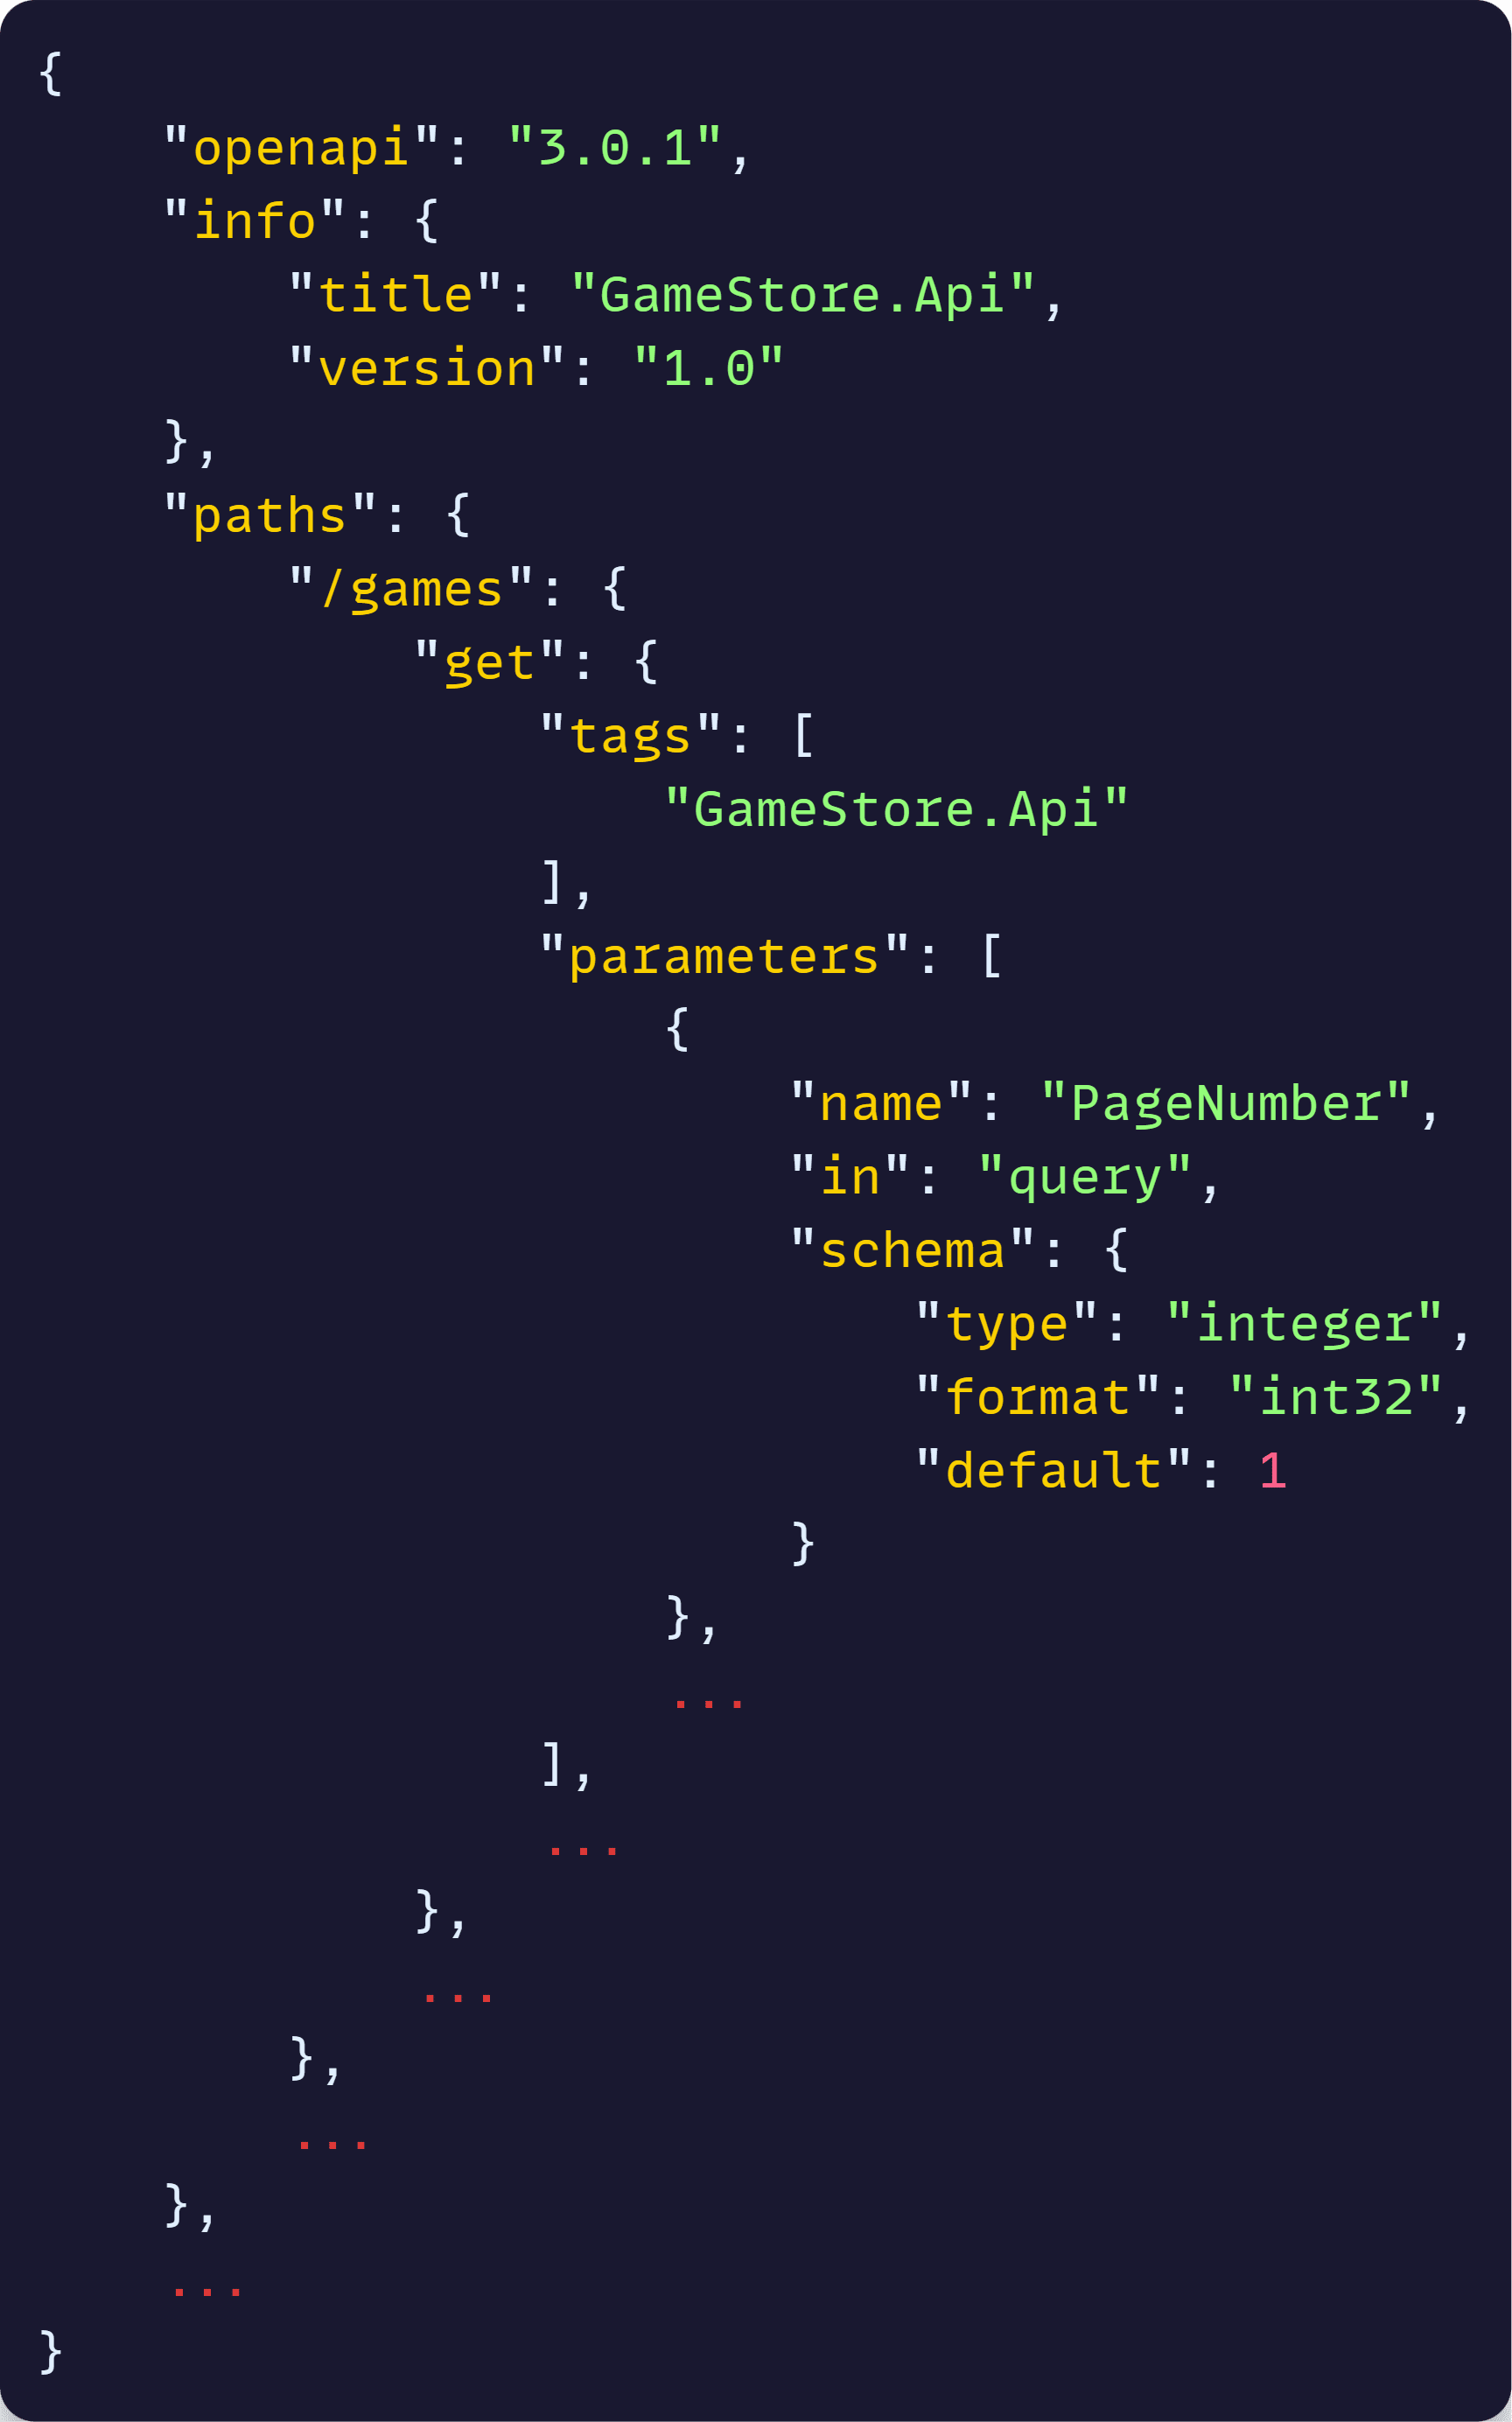 {
    "openapi": "3.0.1",
    "info": {
        "title": "GameStore.Api",
        "version": "1.0"
    },
    "paths": {
        "/games": {
            "get": {
                "tags": [
                    "GameStore.Api"
                ],
                "parameters": [
                    {
                        "name": "PageNumber",
                        "in": "query",
                        "schema": {
                            "type": "integer",
                            "format": "int32",
                            "default": 1
                        }
                    },
                    ...
                ],
                ...
            },
            ...
        },
        ...
    },
    ...
}